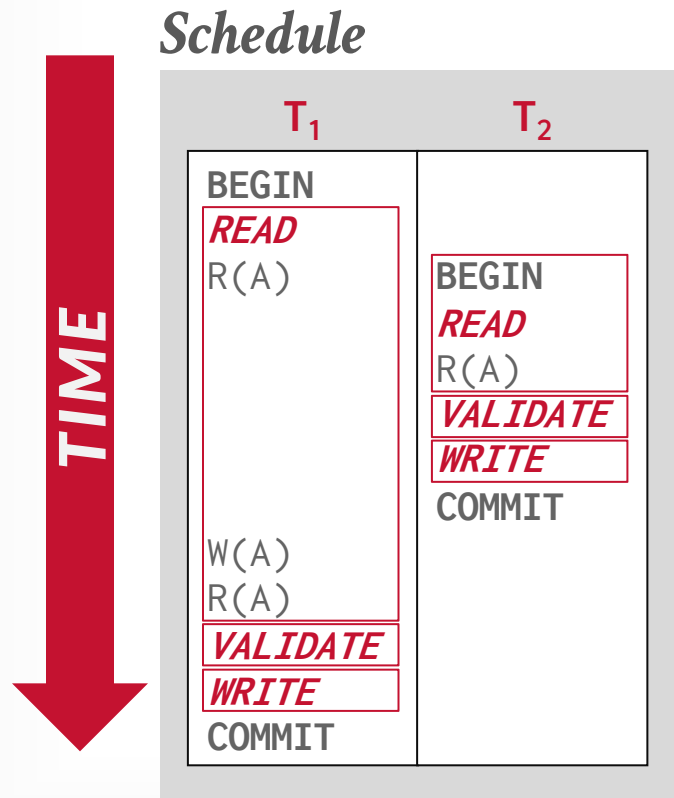 Schedule
TIME
T₁ T₂
BEGIN
READ
R(A) BEGIN
READ
R(A)
VALIDATE
WRITE
COMMIT
W(A)
R(A)
VALIDATE
WRITE
COMMIT